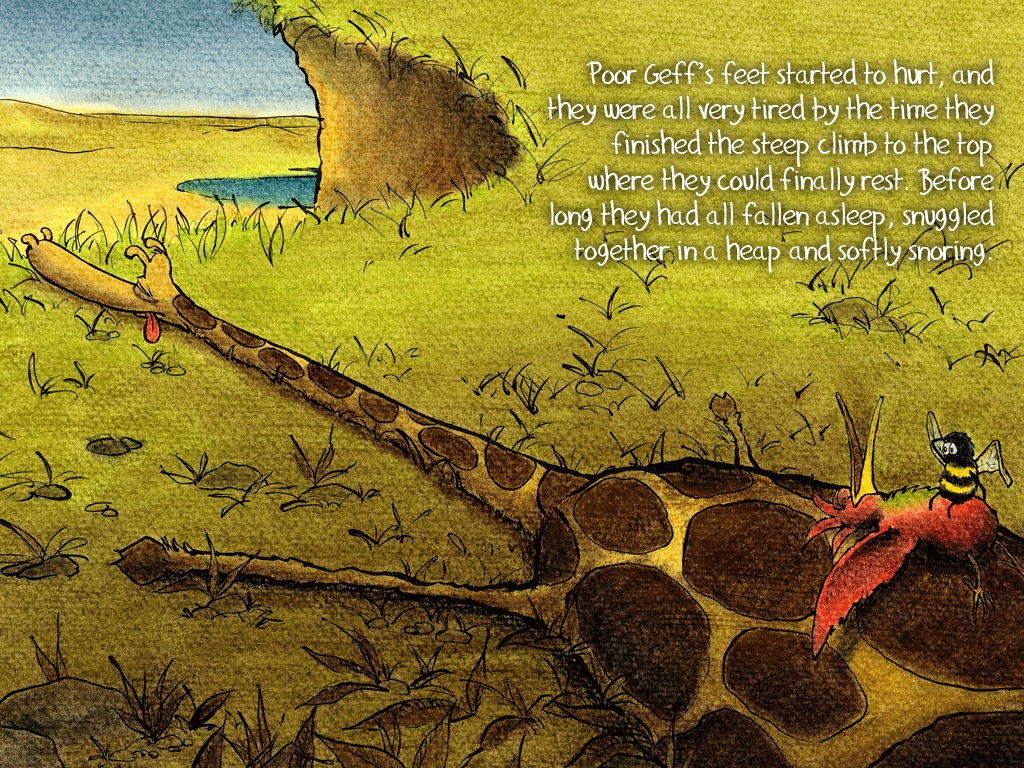 Poor Geff's feet started to hurt, and
they were all very tired by the time they
finished the steep climb to the top
where they could finally rest. Before
long they had all fallen asleep, snuggled
together in a heap and softly snoring.